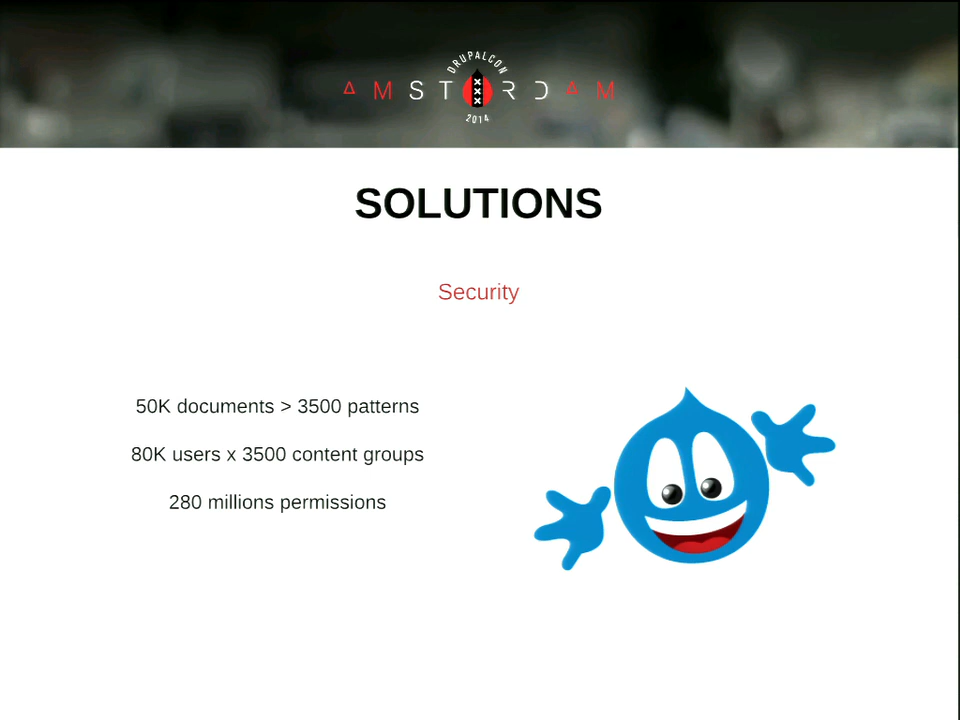 DRUPALCON
AMSTERDAM
2014
SOLUTIONS
Security
50K documents > 3500 patterns
80K users x 3500 content groups
280 millions permissions